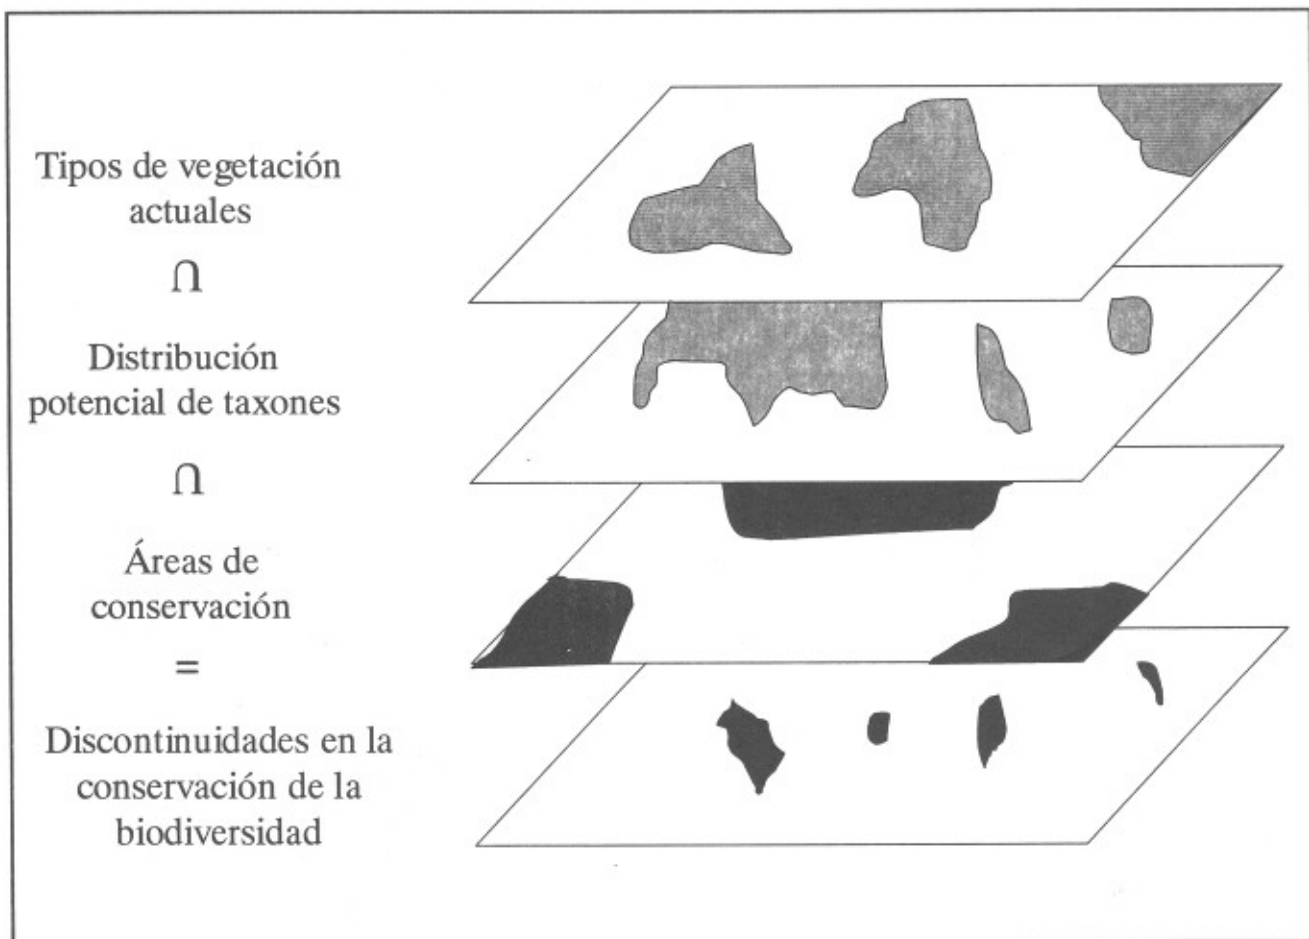 Tipos de vegetación
actuales
∩
Distribución
potencial de taxones
∩
Áreas de
conservación
=
Discontinuidades en la
conservación de la
biodiversidad